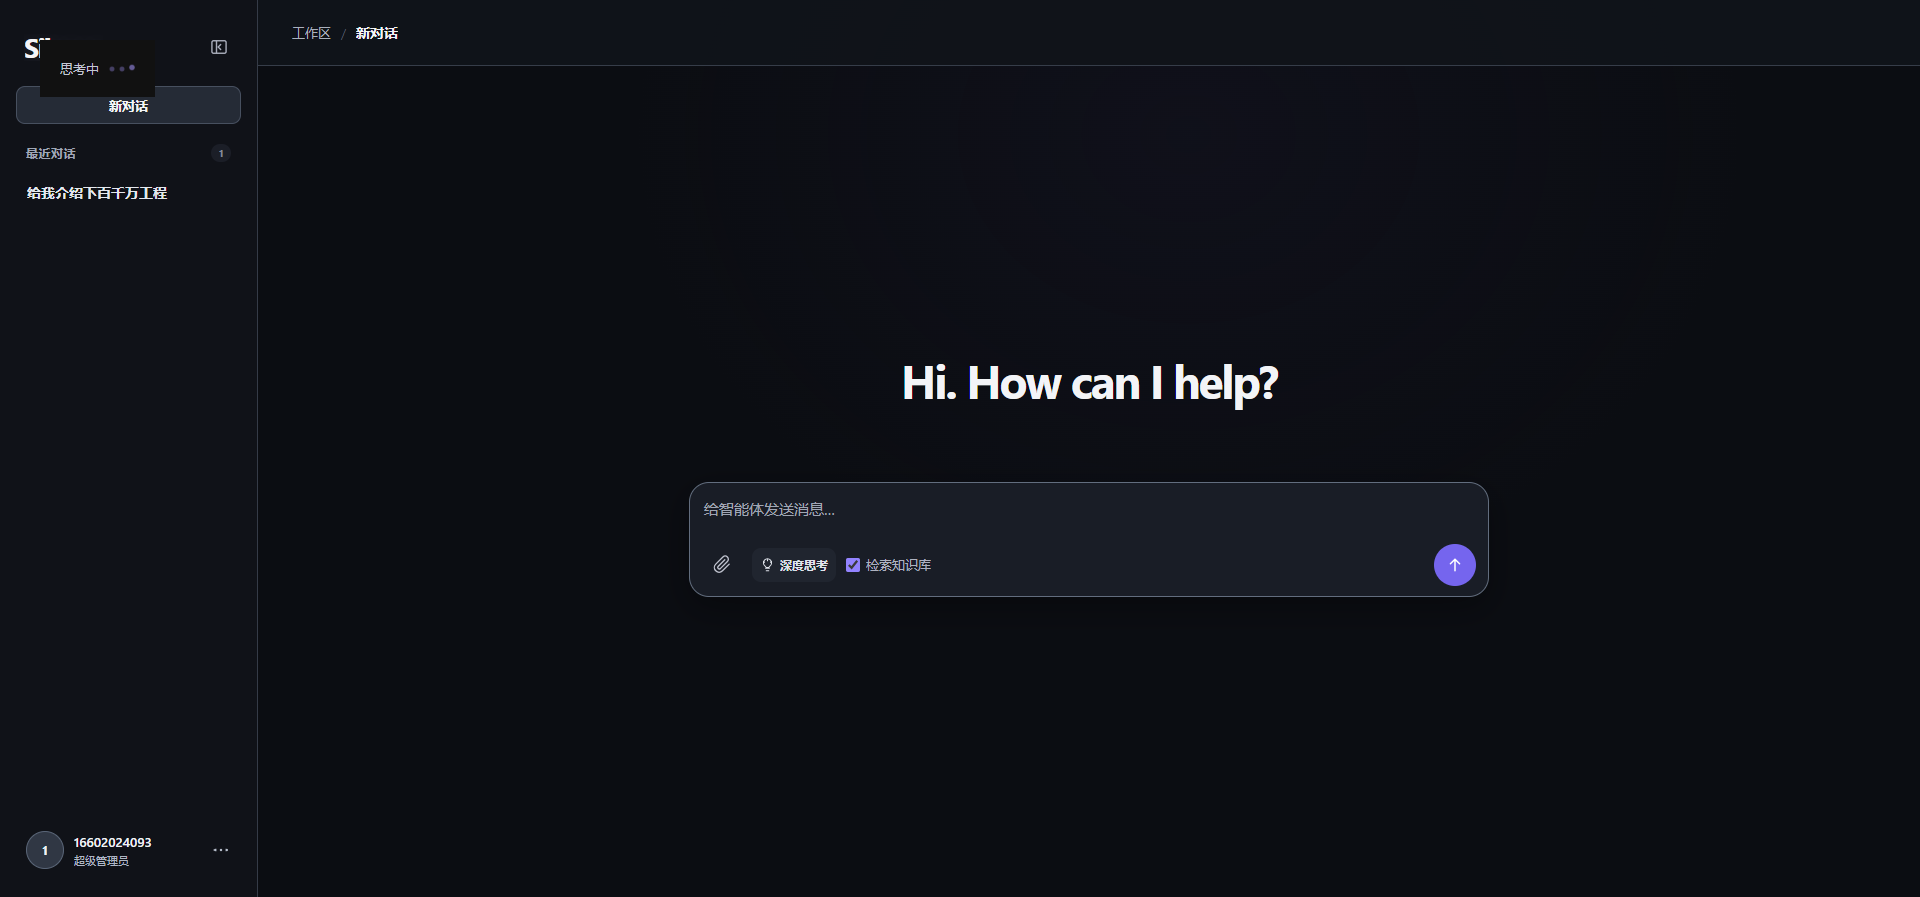 思考中
新对话
最近对话
1
给我介绍下百千万工程
1
16602024093
超级管理员
工作区 / 新对话
Hi. How can I help?
给智能体发送消息...
深度思考
检索知识库